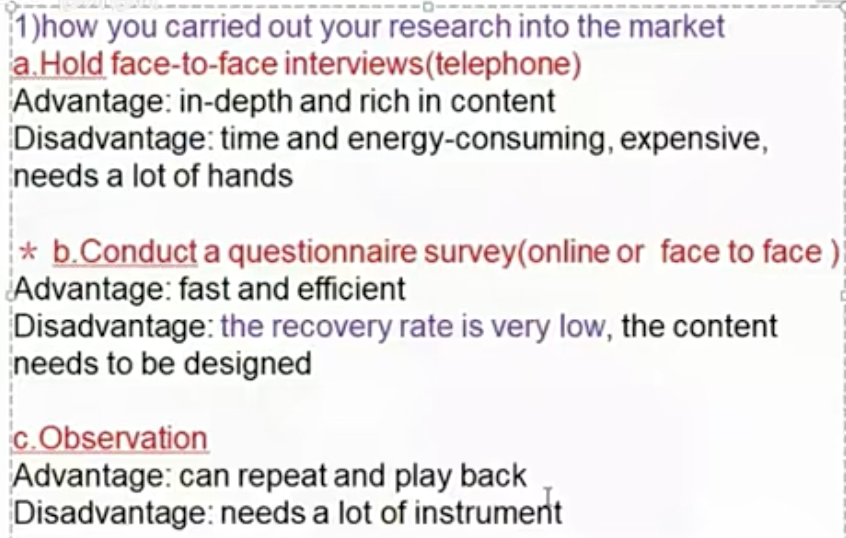 1)how you carried out your research into the market
a.Hold face-to-face interviews(telephone)
Advantage: in-depth and rich in content
Disadvantage: time and energy-consuming, expensive,
needs a lot of hands
* b.Conduct a questionnaire survey(online or face to face )
Advantage: fast and efficient
Disadvantage: the recovery rate is very low, the content
needs to be designed
c.Observation
Advantage: can repeat and play back
Disadvantage: needs a lot of instrument